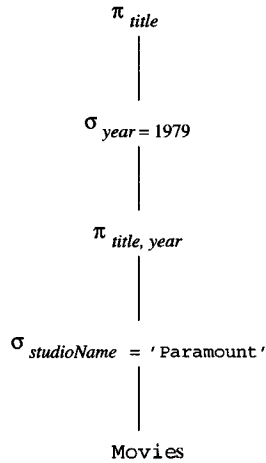 π title
σ year = 1979
π title, year
σ studioName = 'Paramount'
Movies